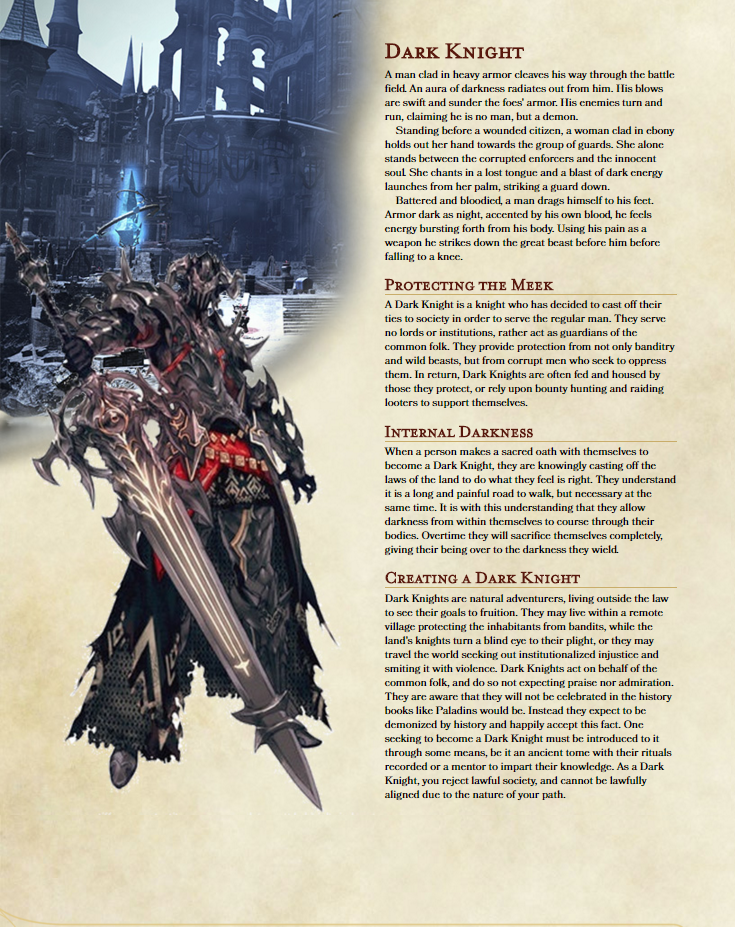 Dark Knight
A man clad in heavy armor cleaves his way through the battle
field. An aura of darkness radiates out from him. His blows
are swift and sunder the foes' armor. His enemies turn and
run, claiming he is no man, but a demon.
Standing before a wounded citizen, a woman clad in ebony
holds out her hand towards the group of guards. She alone
stands between the corrupted enforcers and the innocent
soul. She chants in a lost tongue and a blast of dark energy
launches from her palm, striking a guard down.
Battered and bloodied, a man drags himself to his feet.
Armor dark as night, accented by his own blood, he feels
energy bursting forth from his body. Using his pain as a
weapon he strikes down the great beast before him before
falling to a knee.
Protecting the Meek
A Dark Knight is a knight who has decided to cast off their
ties to society in order to serve the regular man. They serve
no lords or institutions, rather act as guardians of the
common folk. They provide protection from not only banditry
and wild beasts, but from corrupt men who seek to oppress
them. In return, Dark Knights are often fed and housed by
those they protect, or rely upon bounty hunting and raiding
looters to support themselves.
Internal Darkness
When a person makes a sacred oath with themselves to
become a Dark Knight, they are knowingly casting off the
laws of the land to do what they feel is right. They understand
it is a long and painful road to walk, but necessary at the
same time. It is with this understanding that they allow
darkness from within themselves to course through their
bodies. Overtime they will sacrifice themselves completely,
giving their being over to the darkness they wield.
Creating a Dark Knight
Dark Knights are natural adventurers, living outside the law
to see their goals to fruition. They may live within a remote
village protecting the inhabitants from bandits, while the
land's knights turn a blind eye to their plight, or they may
travel the world seeking out institutionalized injustice and
smiting it with violence. Dark Knights act on behalf of the
common folk, and do so not expecting praise nor admiration.
They are aware that they will not be celebrated in the history
books like Paladins would be. Instead they expect to be
demonized by history and happily accept this fact. One
seeking to become a Dark Knight must be introduced to it
through some means, be it an ancient tome with their rituals
recorded or a mentor to impart their knowledge. As a Dark
Knight, you reject lawful society, and cannot be lawfully
aligned due to the nature of your path.